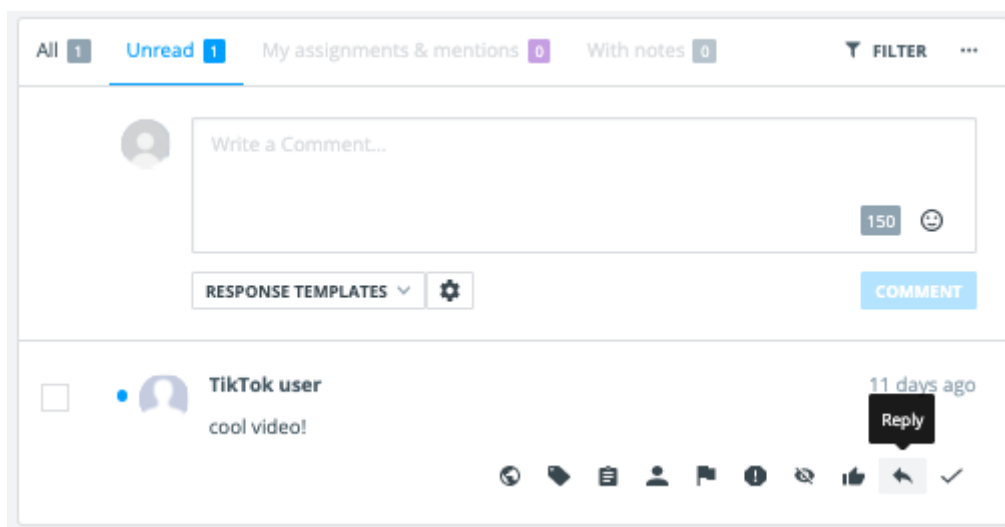 All 1 Unread 1 My assignments & mentions 0 With notes 0 FILTER ...
Write a Comment...
150
RESPONSE TEMPLATES COMMENT
TikTok user 11 days ago
cool video! Reply